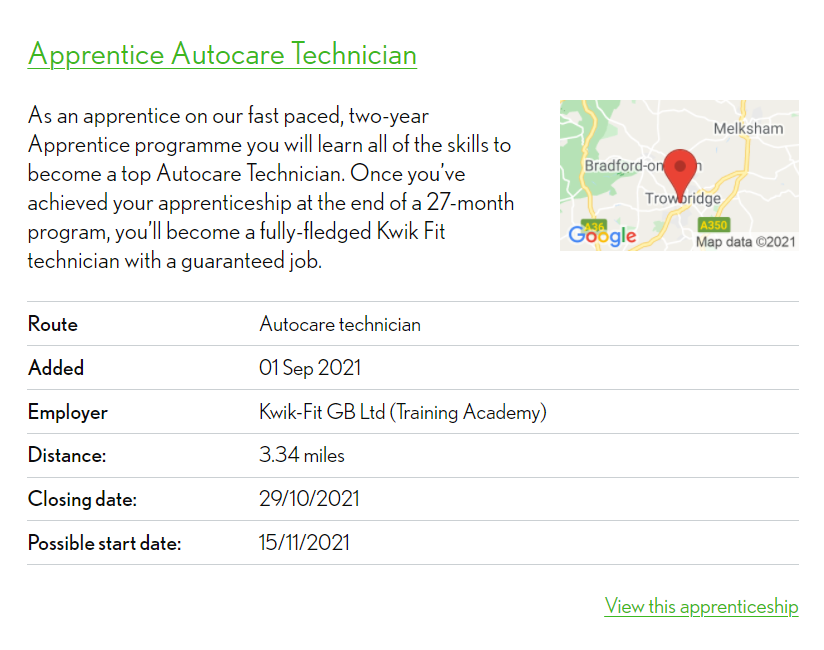 Apprentice Autocare Technician
As an apprentice on our fast paced, two-year
Apprentice programme you will learn all of the skills to
become a top Autocare Technician. Once you've
achieved your apprenticeship at the end of a 27-month
program, you'll become a fully-fledged Kwik Fit
technician with a guaranteed job.
Melksham
Bradford-on
Trowbridge
A36
A350
Google
Map data ©2021
Route Autocare technician
Added 01 Sep 2021
Employer Kwik-Fit GB Ltd (Training Academy)
Distance: 3.34 miles
Closing date: 29/10/2021
Possible start date: 15/11/2021
View this apprenticeship